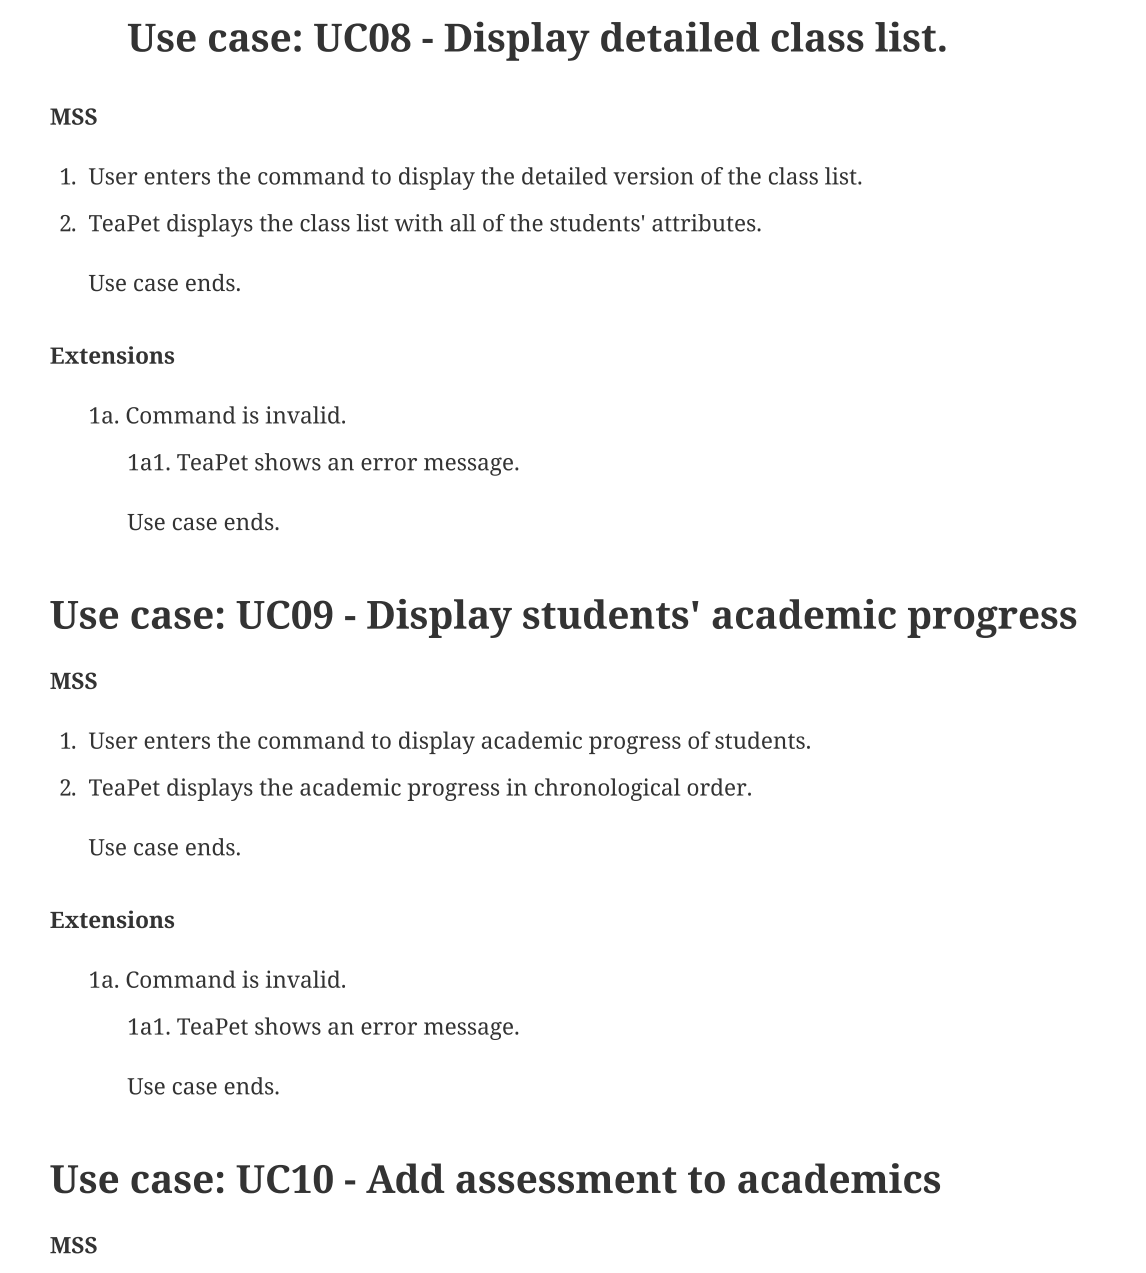 Use case: UC08 - Display detailed class list.
MSS
1. User enters the command to display the detailed version of the class list.
2. TeaPet displays the class list with all of the students' attributes.
Use case ends.
Extensions
1a. Command is invalid.
1a1. TeaPet shows an error message.
Use case ends.
Use case: UC09 - Display students' academic progress
MSS
1. User enters the command to display academic progress of students.
2. TeaPet displays the academic progress in chronological order.
Use case ends.
Extensions
1a. Command is invalid.
1a1. TeaPet shows an error message.
Use case ends.
Use case: UC10 - Add assessment to academics
MSS